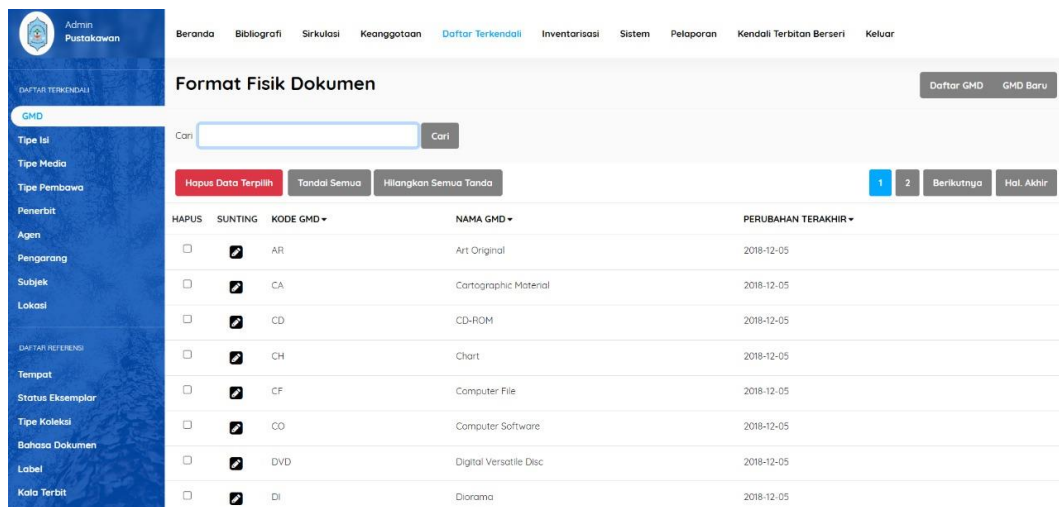 Admin
Pustakawan
Beranda Bibliografi Sirkulasi Keanggotaan Daftar Terkendali Inventarisasi Sistem Pelaporan Kendali Terbitan Berseri Keluar
DAFTAR TERKENDALI
GMD
Tipe Isi
Tipe Media
Tipe Pembawa
Penerbit
Agen
Pengarang
Subjek
Lokasi
DAFTAR REFERENSI
Tempat
Status Eksemplar
Tipe Koleksi
Bahasa Dokumen
Label
Kala Terbit
Format Fisik Dokumen
Daftar GMD GMD Baru
Cari Cari
Hapus Data Terpilih Tandai Semua Hilangkan Semua Tanda 1 2 Berikutnya Hal. Akhir
HAPUS SUNTING KODE GMD NAMA GMD PERUBAHAN TERAKHIR
AR Art Original 2018-12-05
CA Cartographic Material 2018-12-05
CD CD-ROM 2018-12-05
CH Chart 2018-12-05
CF Computer File 2018-12-05
CO Computer Software 2018-12-05
DVD Digital Versatile Disc 2018-12-05
DI Diorama 2018-12-05